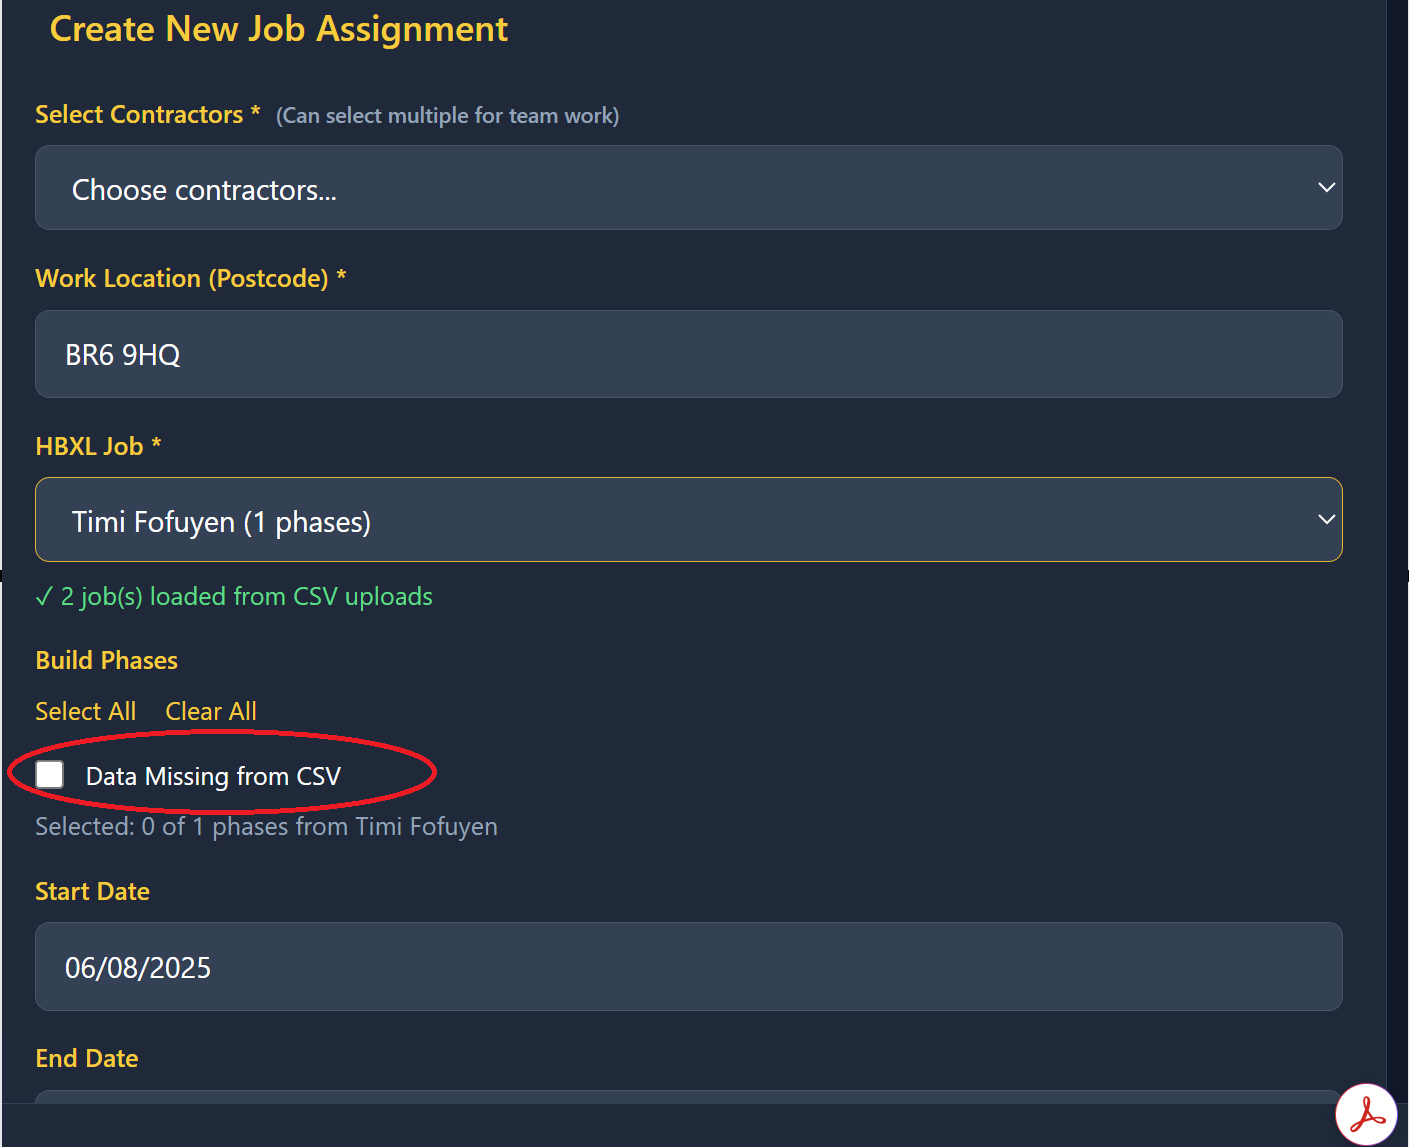 Create New Job Assignment
Select Contractors * (Can select multiple for team work)
Choose contractors...
Work Location (Postcode) *
BR6 9HQ
HBXL Job *
Timi Fofuyen (1 phases)
✓ 2 job(s) loaded from CSV uploads
Build Phases
Select All Clear All
Data Missing from CSV
Selected: 0 of 1 phases from Timi Fofuyen
Start Date
06/08/2025
End Date